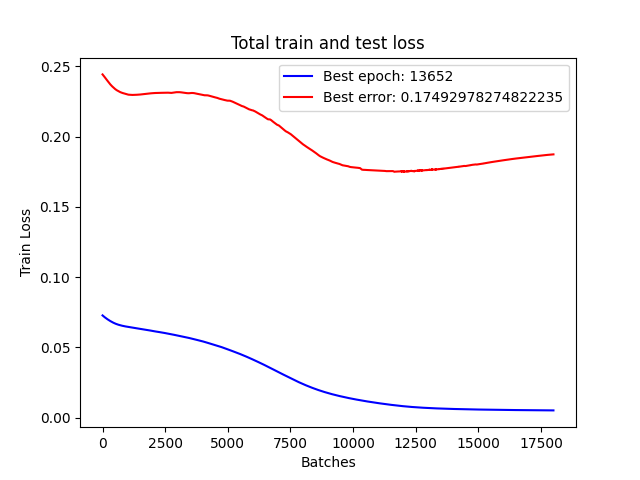 Total train and test loss
Best epoch: 13652
Best error: 0.17492978274822235
0.25
0.20
0.15
0.10
0.05
0.00
Train Loss
0 2500 5000 7500 10000 12500 15000 17500
Batches